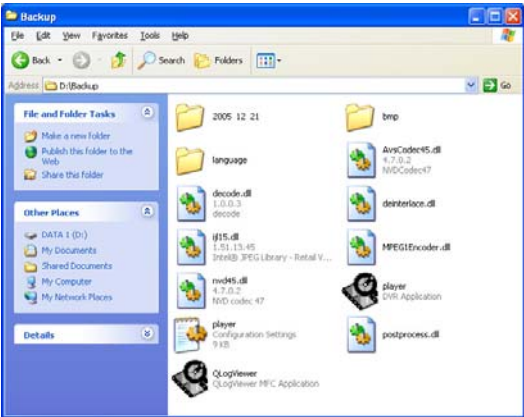 Backup
File Edit View Favorites Tools Help
Back Search Folders
Address D:\Backup Go
File and Folder Tasks
Make a new folder
Publish this folder to the
Web
Share this folder
Other Places
DATA 1 (D:)
My Documents
Shared Documents
My Computer
My Network Places
Details
2005 12 21
bmp
language
AvsCodec45.dll
4.7.0.2
NVDCodec47
decode.dll
1.0.0.3
decode
deinterlace.dll
ijl15.dll
1.51.13.45
Intel® JPEG Library - Retail V...
MPEG1Encoder.dll
nvd45.dll
4.7.0.2
NVD codec 47
player
DVR Application
player
Configuration Settings
9 KB
postprocess.dll
QLogViewer
QLogViewer MFC Application